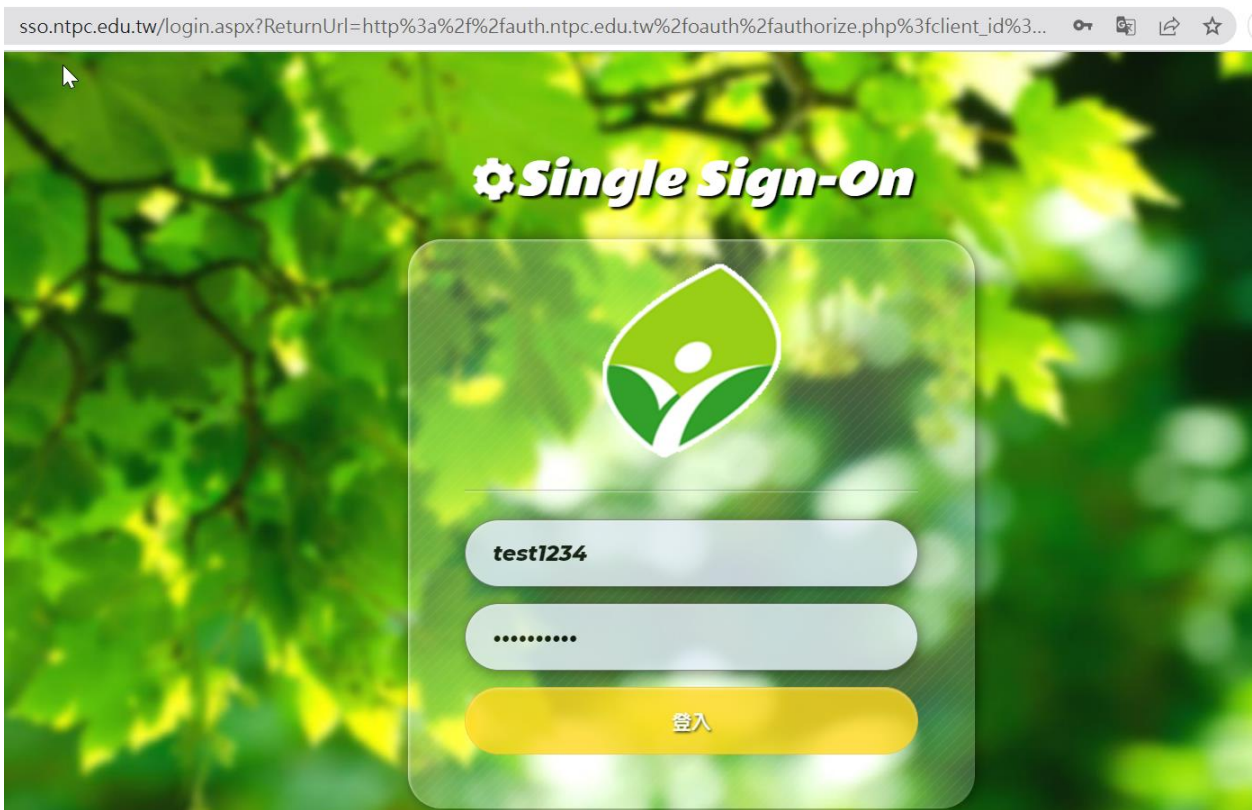 sso.ntpc.edu.tw/login.aspx?ReturnUrl=http%3a%2f%2fauth.ntpc.edu.tw%2foauth%2fauthorize.php%3fclient_id%3...
Single Sign-On
test1234
••••••••••
登入